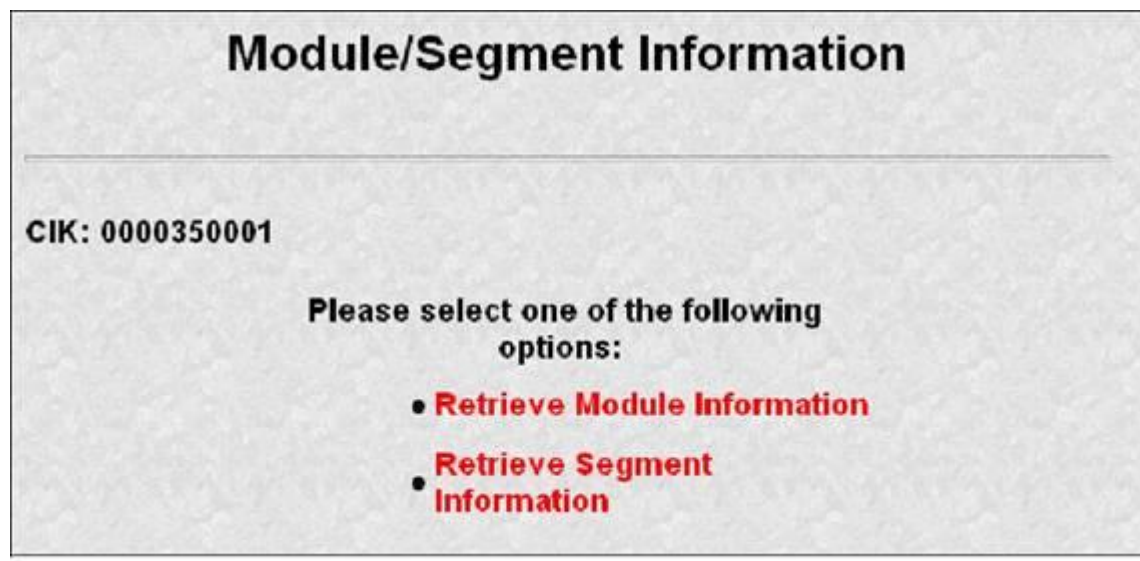 Module/Segment Information
CIK: 0000350001
Please select one of the following
options:
• Retrieve Module Information
• Retrieve Segment
Information